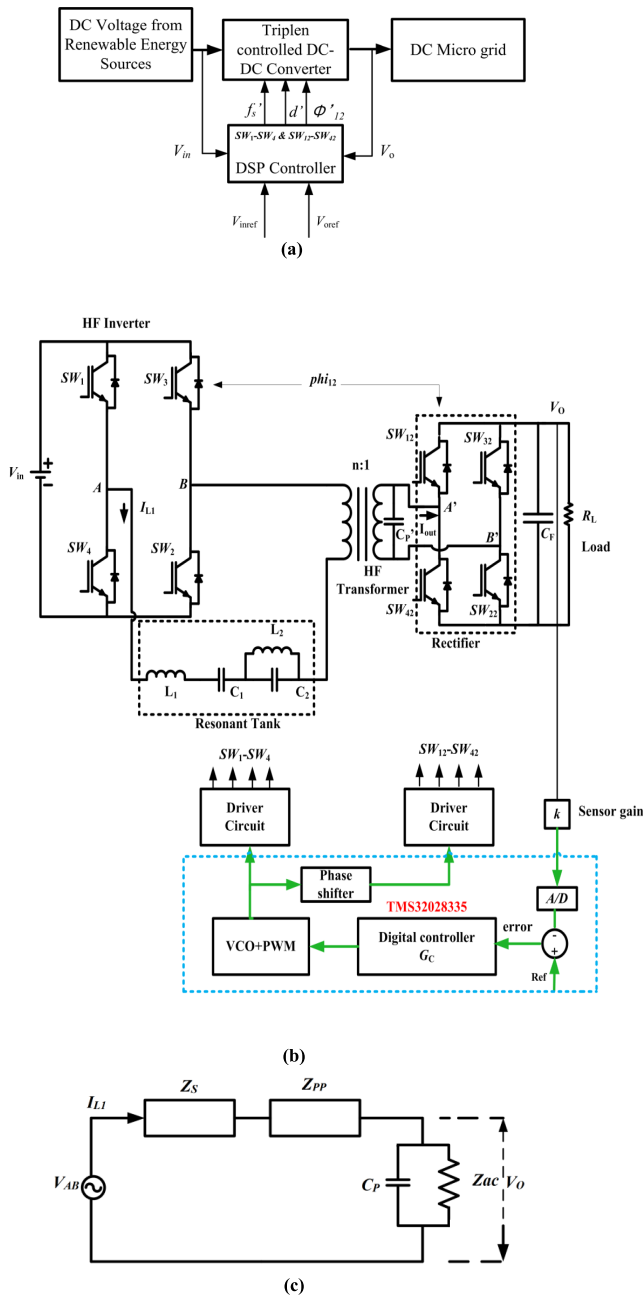 DC Voltage from
Renewable Energy
Sources
Triplen
controlled DC-
DC Converter
DC Micro grid
fs'
d'
Φ'12
SW1-SW4 & SW12-SW42
DSP Controller
Vin
Vo
Vinref
Voref
(a)
HF Inverter
SW1
SW3
phi12
VO
SW12
SW32
n:1
Vin
A
B
IL1
A'
CP'
Iout
B'
CF
RL
Load
SW4
SW2
HF
Transformer
SW42
SW22
Rectifier
L2
L1
C1
C2
Resonant Tank
SW1-SW4
SW12-SW42
Driver
Circuit
Driver
Circuit
k
Sensor gain
Phase
shifter
TMS32028335
A/D
VCO+PWM
Digital controller
GC
error
-
+
Ref
(b)
IL1
ZS
ZPP
VAB
CP
Zac
VO
(c)